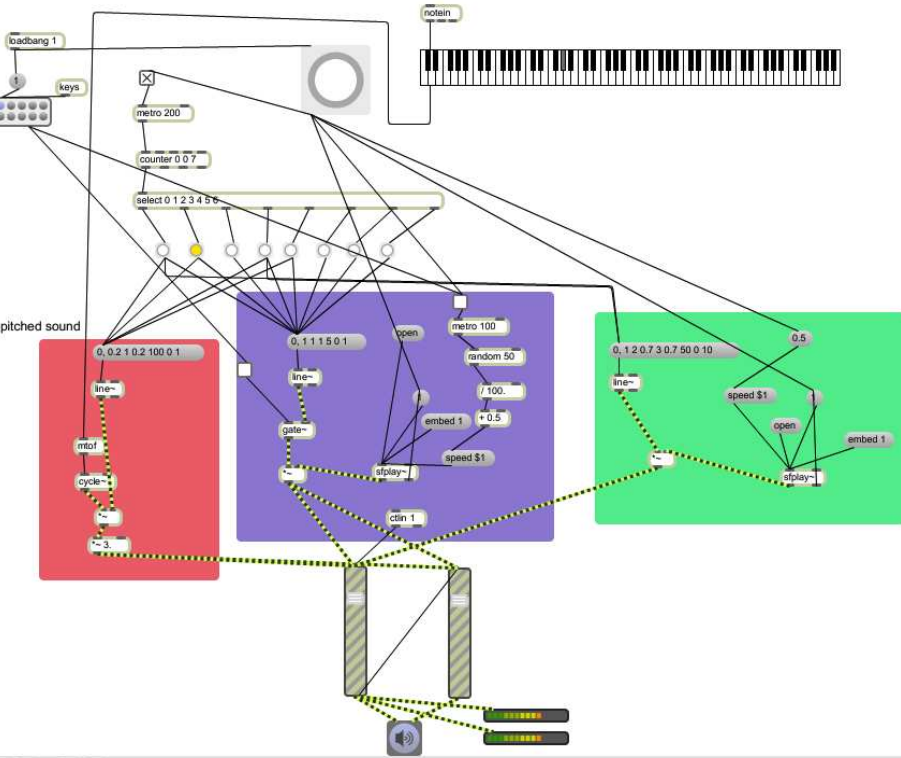 notein
loadbang 1
1
keys
metro 200
counter 0 0 7
select 0 1 2 3 4 5 6
pitched sound
0, 0.2 1 0.2 100 0 1
line~
mtof
cycle~
*~
*~ 3.
0, 1 1 1 5 0 1
line~
gate~
*~
open
embed 1
speed $1
sfplay~
metro 100
random 50
/ 100.
+ 0.5
ctlin 1
0, 1 2 0.7 3 0.7 50 0 10
line~
*~
0.5
speed $1
open
embed 1
sfplay~